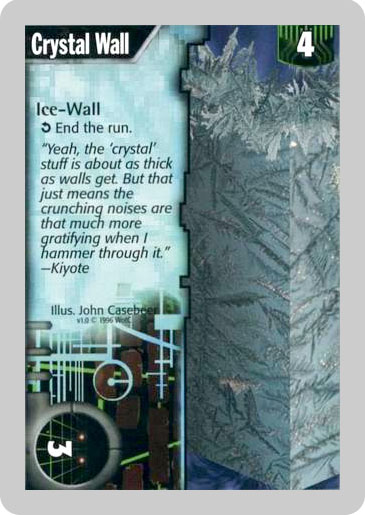 Crystal Wall
4
Ice-Wall
End the run.
"Yeah, the 'crystal'
stuff is about as thick
as walls get. But that
just means the
crunching noises are
that much more
gratifying when I
hammer through it."
—Kiyote
Illus. John Casebeer
v1.0 © 1996 WotC
3